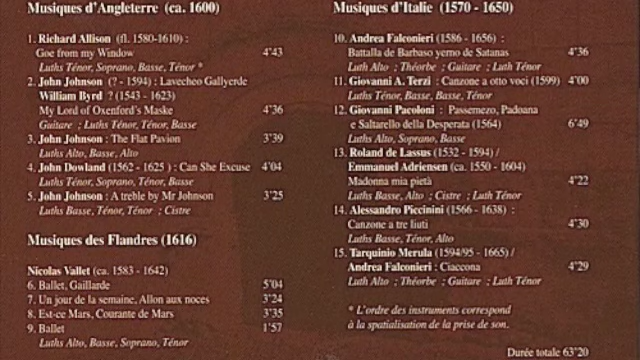 Musiques d'Angleterre (ca. 1600)
1. Richard Allison (fl. 1580-1610) :
Goe from my Window 4'43
Luths Ténor, Soprano, Basse, Ténor *
2. John Johnson (? - 1594) : Lavecheo Gallyerde
William Byrd ? (1543 - 1623)
My Lord of Oxenford's Maske 4'36
Guitare ; Luths Ténor, Ténor, Basse
3. John Johnson : The Flat Pavion 3'39
Luths Alto, Basse, Alto
4. John Dowland (1562 - 1625 ) : Can She Excuse 4'04
Luths Ténor, Soprano, Ténor, Basse
5. John Johnson : A treble by Mr Johnson 3'25
Luths Basse, Ténor, Ténor ; Cistre
Musiques des Flandres (1616)
Nicolas Vallet (ca. 1583 - 1642)
6. Ballet, Gaillarde 5'04
7. Un jour de la semaine, Allon aux noces 3'24
8. Est-ce Mars, Courante de Mars 3'35
9. Ballet 1'57
Luths Alto, Basse, Soprano, Ténor
Musiques d'Italie (1570 - 1650)
10. Andrea Falconieri (1586 - 1656) :
Battalla de Barbaso yerno de Satanas 4'36
Luth Alto ; Théorbe ; Guitare ; Luth Ténor
11. Giovanni A. Terzi : Canzone a otto voci (1599) 4'00
Luths Ténor, Basse, Basse, Ténor
12. Giovanni Pacoloni : Passemezo, Padoana
e Saltarello della Desperata (1564) 6'49
Luths Alto, Soprano, Basse
13. Roland de Lassus (1532 - 1594) /
Emmanuel Adriensen (ca. 1550 - 1604)
Madonna mia pietà 4'22
Luths Basse, Alto ; Cistre ; Luth Ténor
14. Alessandro Piccinini (1566 - 1638) :
Canzone a tre liuti 4'30
Luths Basse, Ténor, Alto
15. Tarquinio Merula (1594/95 - 1665) /
Andrea Falconieri : Ciaccona 4'29
Luth Alto ; Théorbe ; Guitare ; Luth Ténor
* L'ordre des instruments correspond
à la spatialisation de la prise de son.
Durée totale 63'20